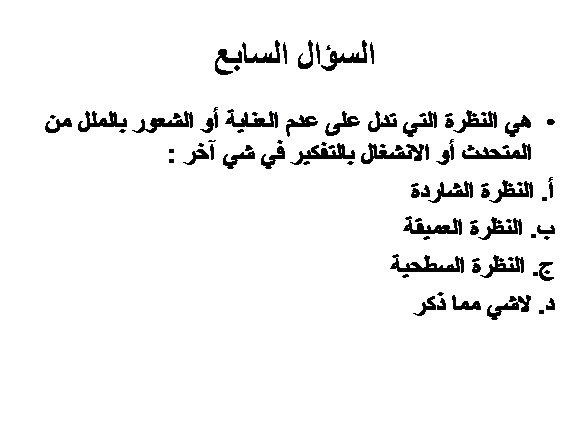 السؤال السابع
• هي النظرة التي تدل على عدم العناية أو الشعور بالملل من
المتحدث أو الانشغال بالتفكير في شي آخر :
أ. النظرة الشاردة
ب. النظرة العميقة
ج. النظرة السطحية
د. لاشي مما ذكر